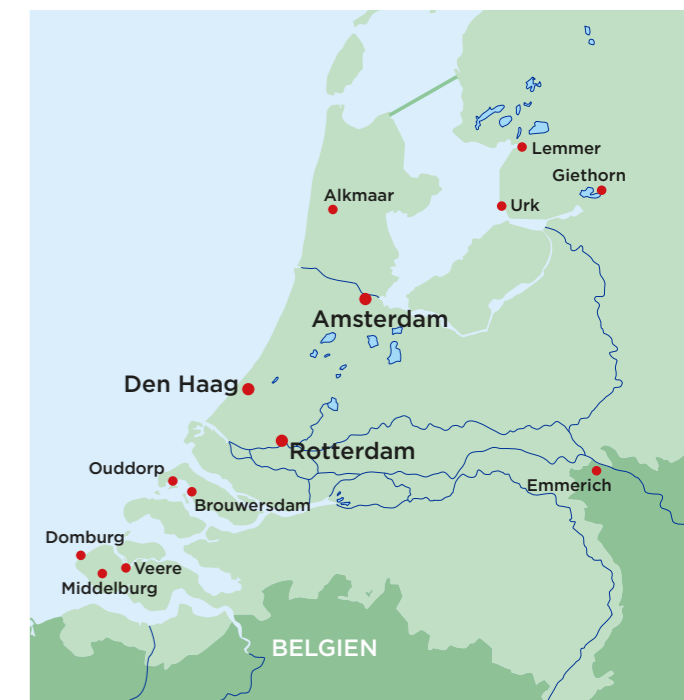 Lemmer
Giethorn
Alkmaar
Urk
Amsterdam
Den Haag
Rotterdam
Ouddorp
Emmerich
Brouwersdam
Domburg
Veere
Middelburg
BELGIEN